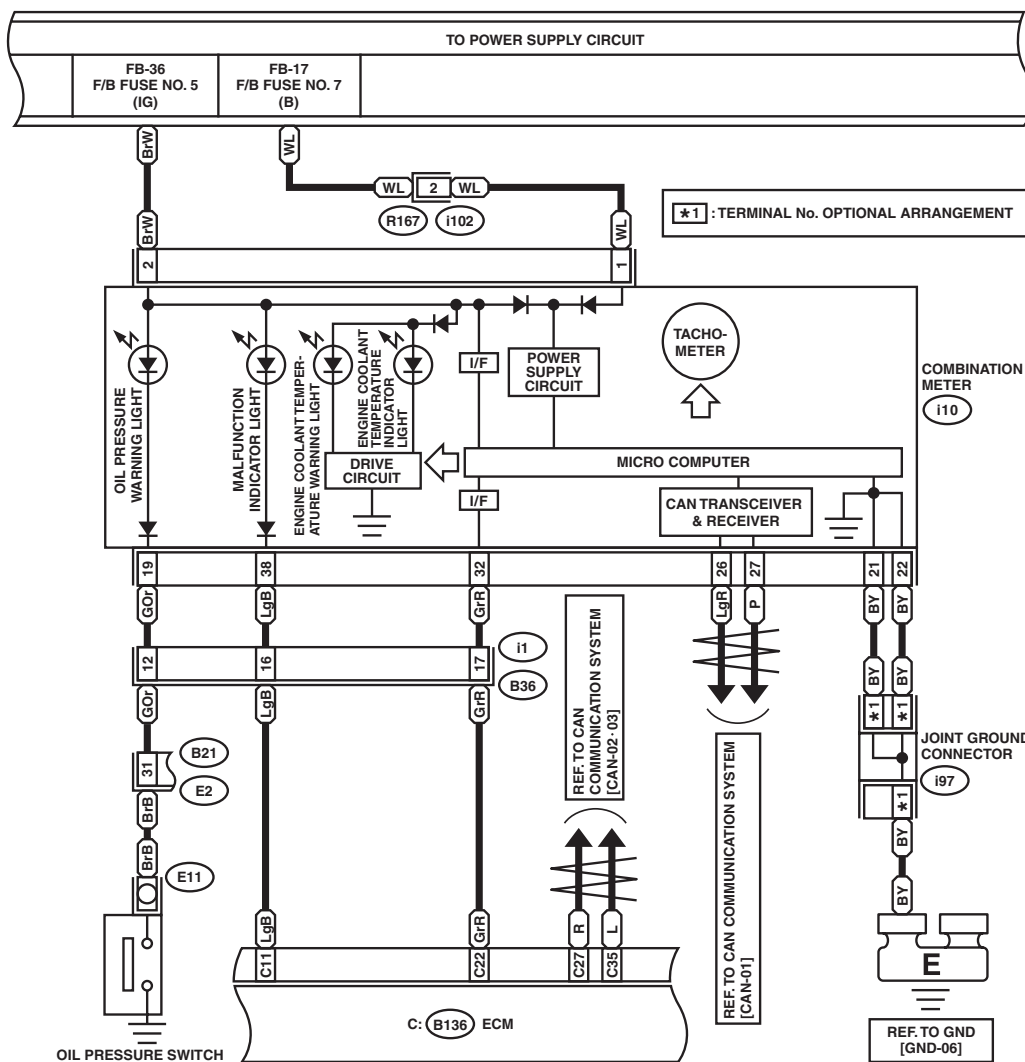 TO POWER SUPPLY CIRCUIT
FB-36
F/B FUSE NO. 5
(IG)
FB-17
F/B FUSE NO. 7
(B)
BrW
WL
WL
2
WL
R167
i102
*1 : TERMINAL No. OPTIONAL ARRANGEMENT
BrW
WL
2
1
OIL PRESSURE
WARNING LIGHT
MALFUNCTION
INDICATOR LIGHT
ENGINE COOLANT TEMPER-
ATURE WARNING LIGHT
ENGINE COOLANT
TEMPERATURE
INDICATOR
LIGHT
I/F
POWER
SUPPLY
CIRCUIT
TACHO-
METER
COMBINATION
METER
i10
DRIVE
CIRCUIT
MICRO COMPUTER
I/F
CAN TRANSCEIVER
& RECEIVER
19
38
32
26
27
21
22
GOr
LgB
GrR
LgR
P
BY
BY
12
16
17
i1
B36
BY
BY
GOr
LgB
GrR
*1
*1
JOINT GROUND
CONNECTOR
i97
*1
31
B21
E2
BrB
BrB
E11
REF. TO CAN
COMMUNICATION SYSTEM
[CAN-02·03]
REF. TO CAN COMMUNICATION SYSTEM
[CAN-01]
BY
BY
LgB
GrR
R
L
C11
C22
C27
C35
E
C: B136 ECM
OIL PRESSURE SWITCH
REF. TO GND
[GND-06]